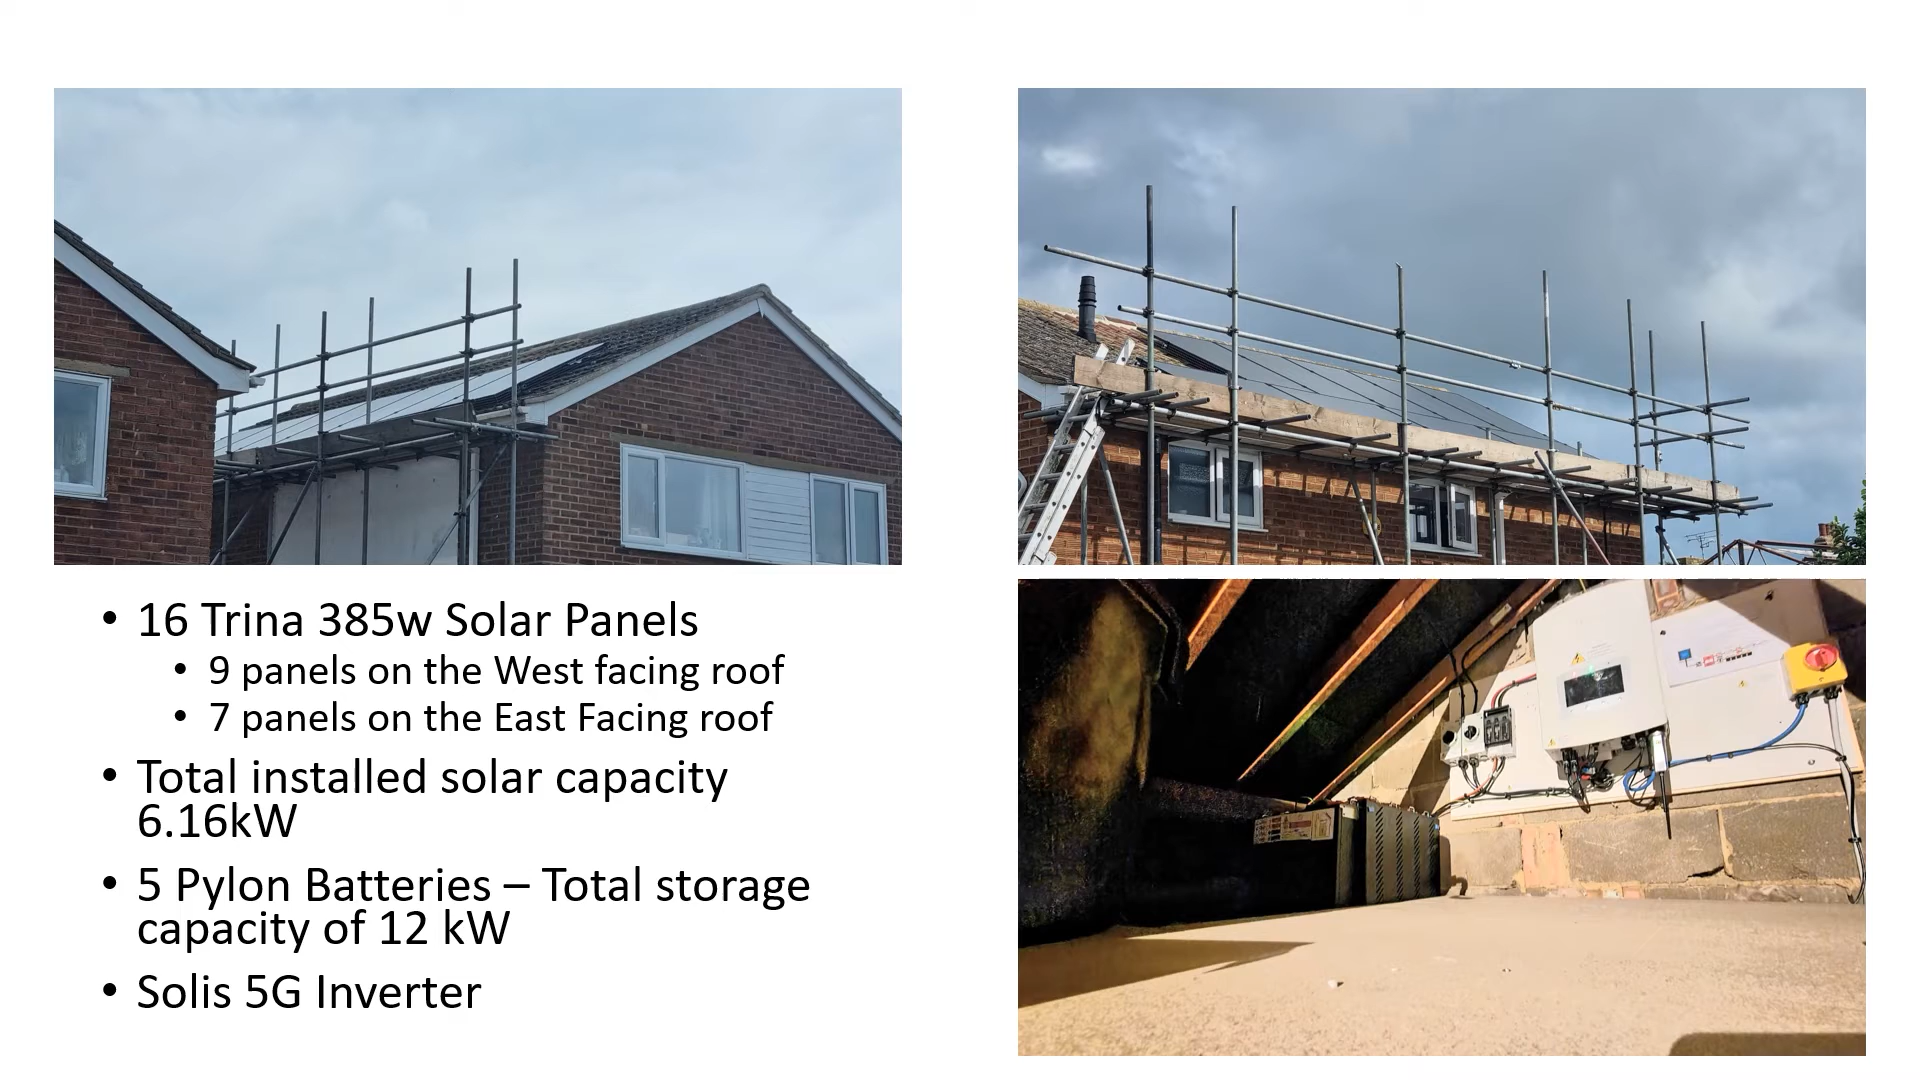 • 16 Trina 385w Solar Panels
• 9 panels on the West facing roof
• 7 panels on the East Facing roof
• Total installed solar capacity
6.16kW
• 5 Pylon Batteries – Total storage
capacity of 12 kW
• Solis 5G Inverter